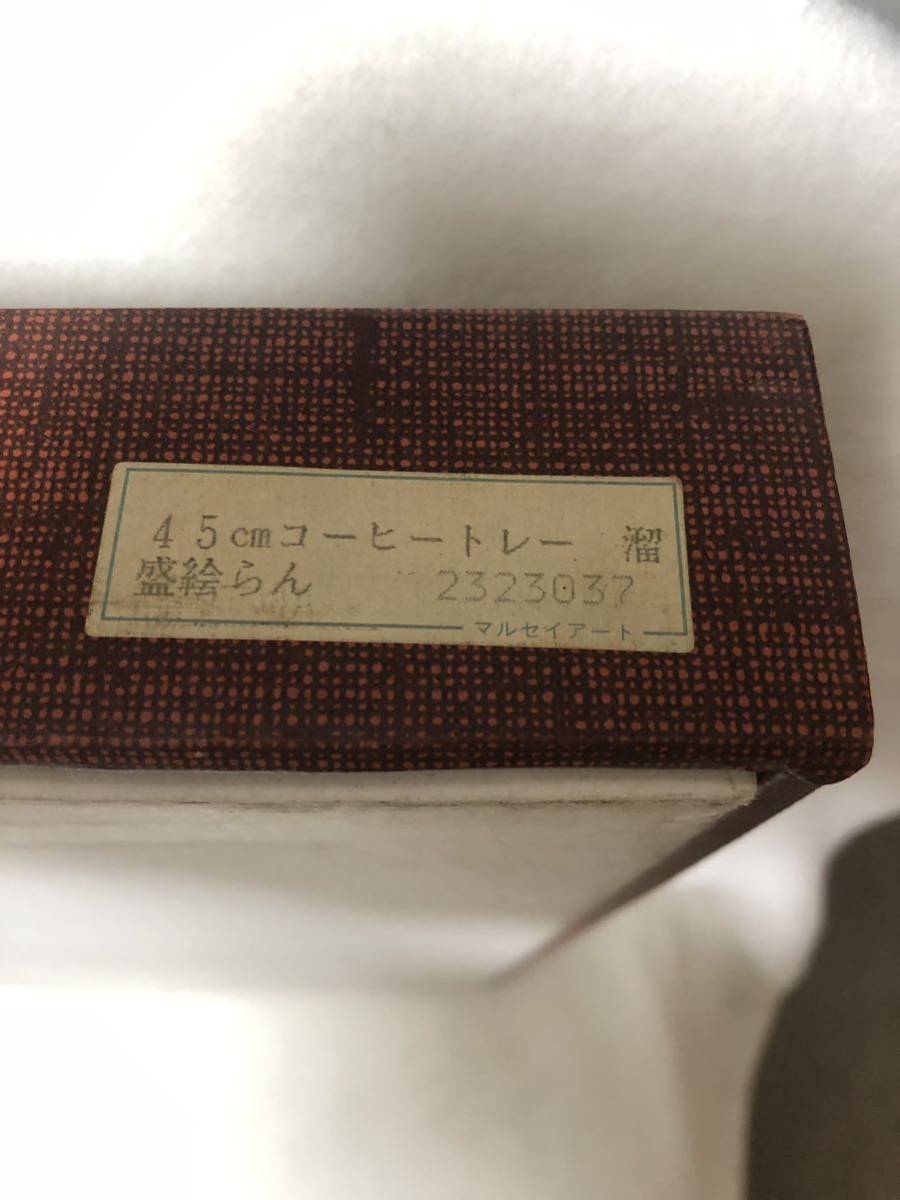 45cmコーヒートレー 溜
盛絵らん 2323037
マルセイアート